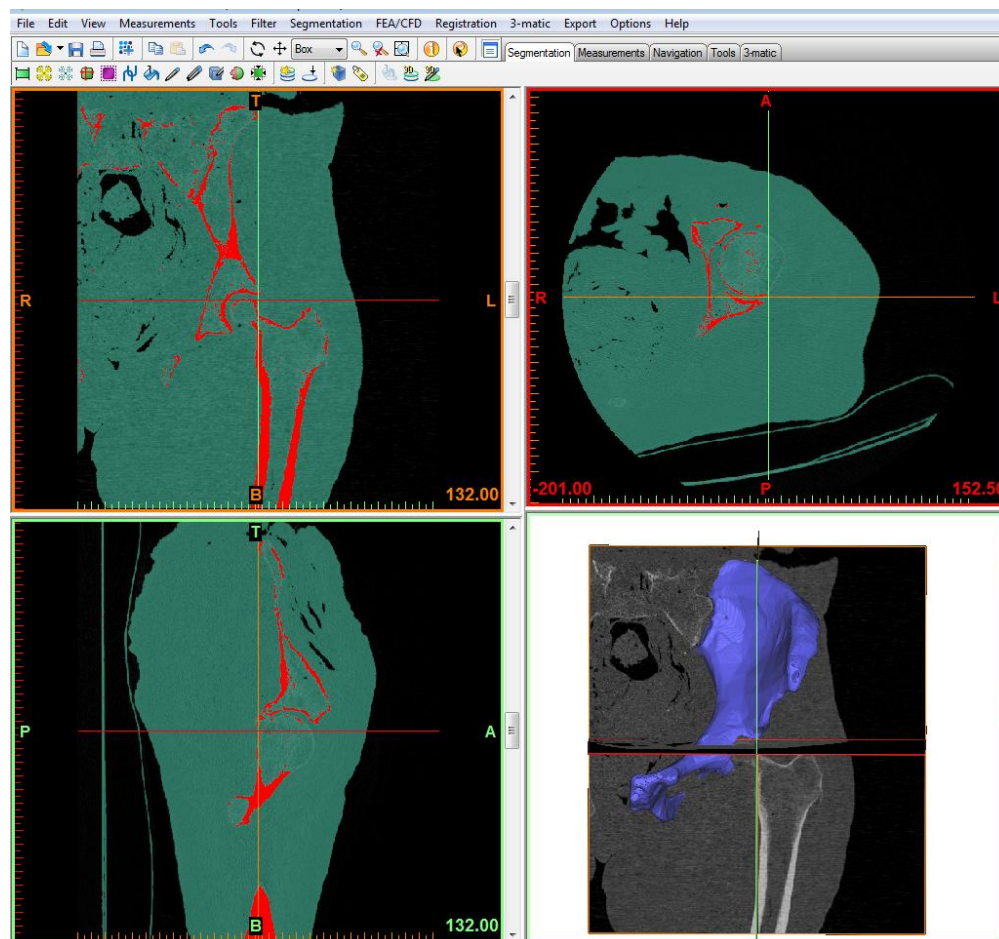 File Edit View Measurements Tools Filter Segmentation FEA/CFD Registration 3-matic Export Options Help
Box Segmentation Measurements Navigation Tools 3-matic
T
R L
B 132.00
A
R L
-201.00 P 152.50
T
P A
B 132.00